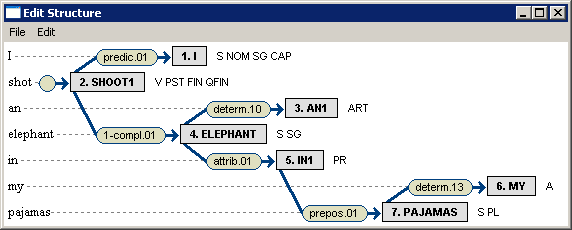 Edit Structure
File Edit
I predic.01 1. I S NOM SG CAP
shot 2. SHOOT1 V PST FIN QFIN
an determ.10 3. AN1 ART
elephant 1-compl.01 4. ELEPHANT S SG
in attrib.01 5. IN1 PR
my determ.13 6. MY A
pajamas prepos.01 7. PAJAMAS S PL